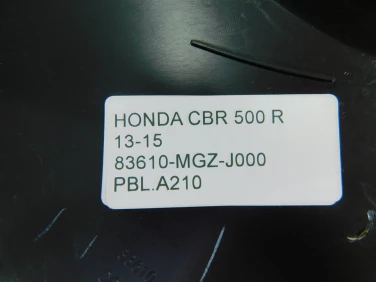 HONDA CBR 500 R
13-15
83610-MGZ-J000
PBL.A210